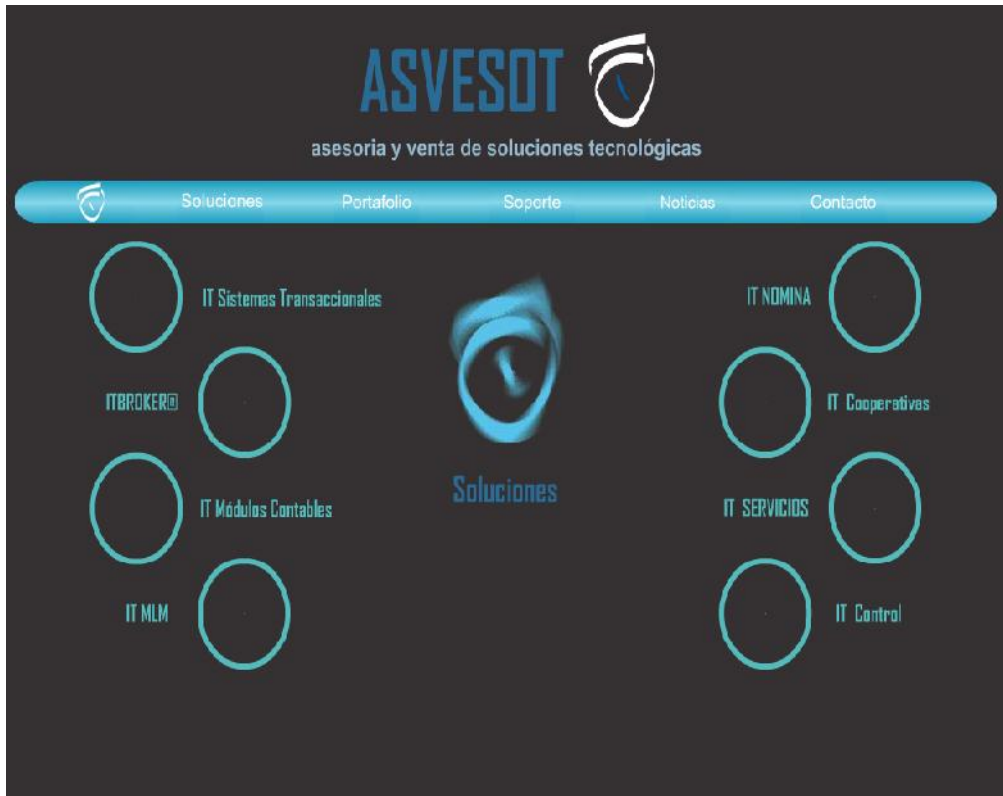 ASVESOT
asesoria y venta de soluciones tecnológicas
Soluciones Portafolio Soporte Noticias Contacto
IT Sistemas Transaccionales
IT NOMINA
ITBROKER®
IT Cooperativas
Soluciones
IT Módulos Contables
IT SERVICIOS
IT MLM
IT Control